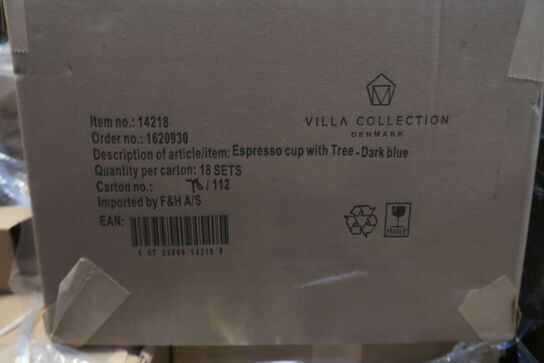 VILLA COLLECTION
DENMARK
Item no.: 14218
Order no.: 1620930
Description of article/item: Espresso cup with Tree - Dark blue
Quantity per carton: 18 SETS
Carton no.: 78/112
Imported by F&H A/S
EAN:
FRAGILE